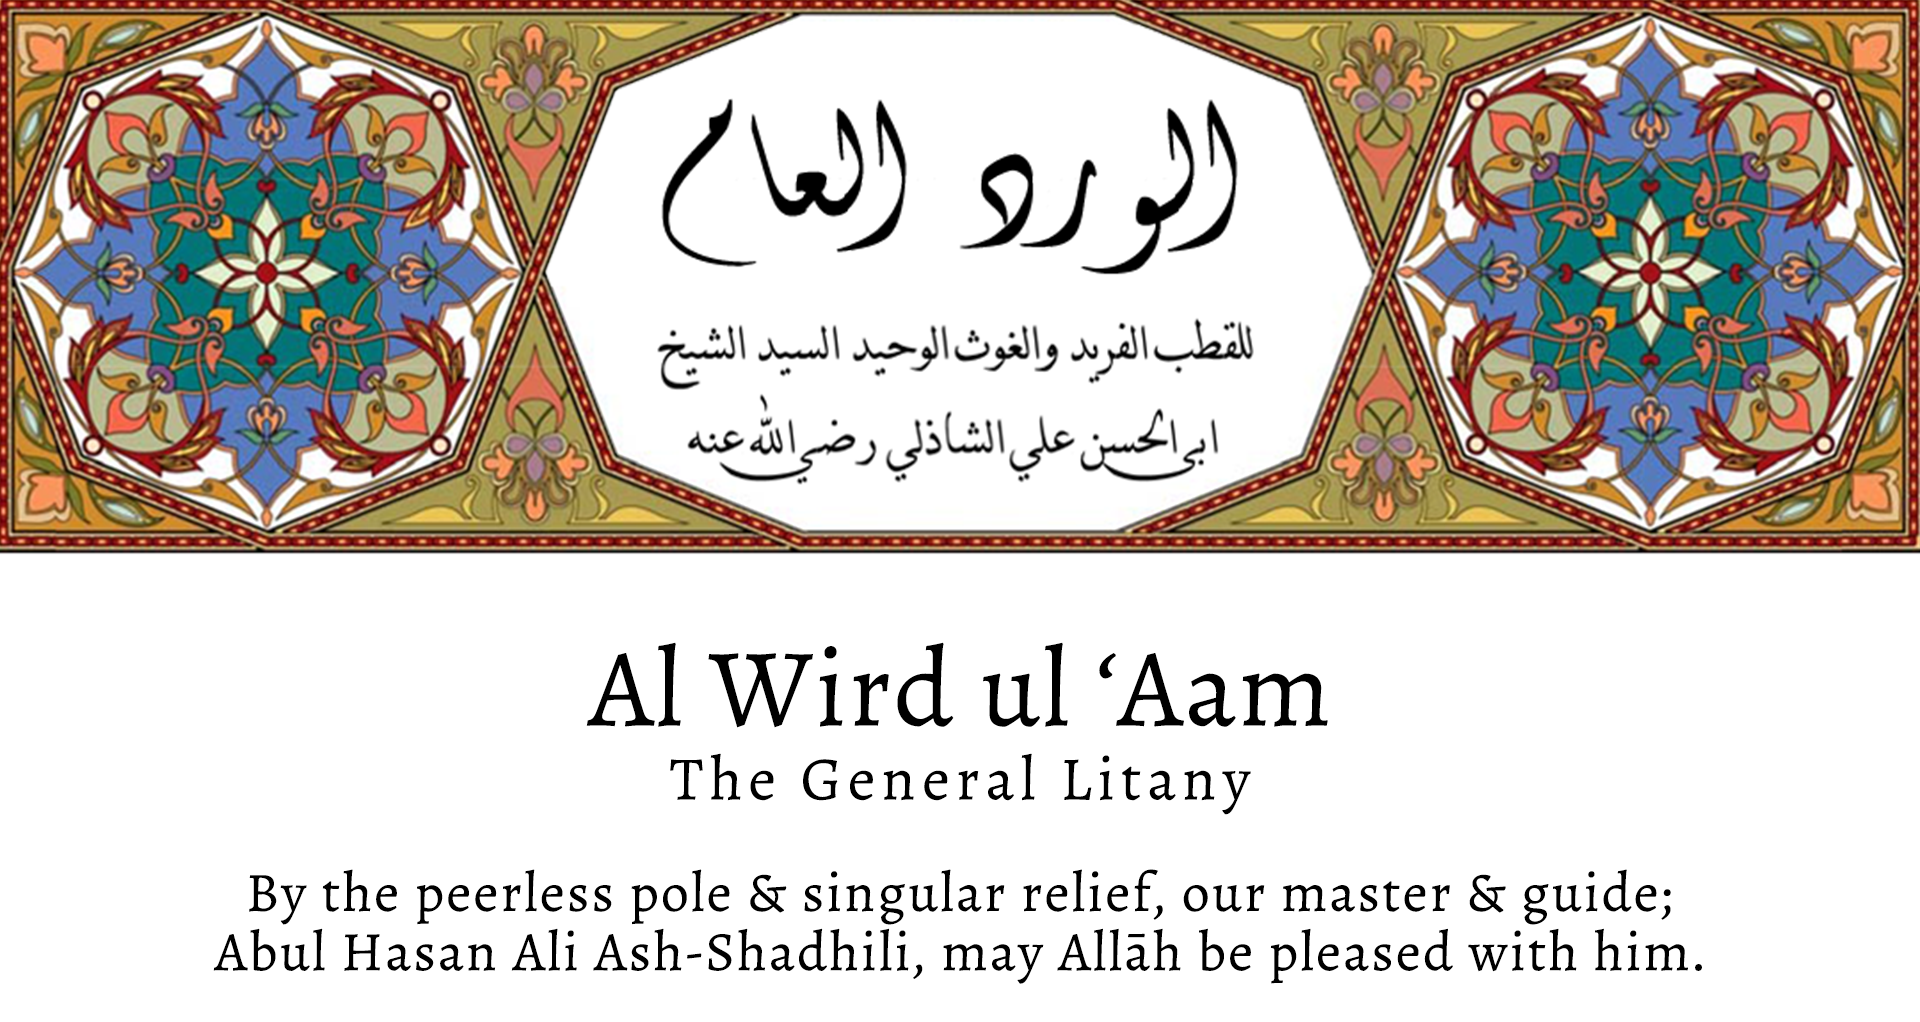 الورد العام
للقطب الفريد والغوث الوحيد السيد الشيخ
ابي الحسن علي الشاذلي رضي الله عنه
Al Wird ul ‘Aam
The General Litany
By the peerless pole & singular relief, our master & guide;
Abul Hasan Ali Ash-Shadhili, may Allāh be pleased with him.